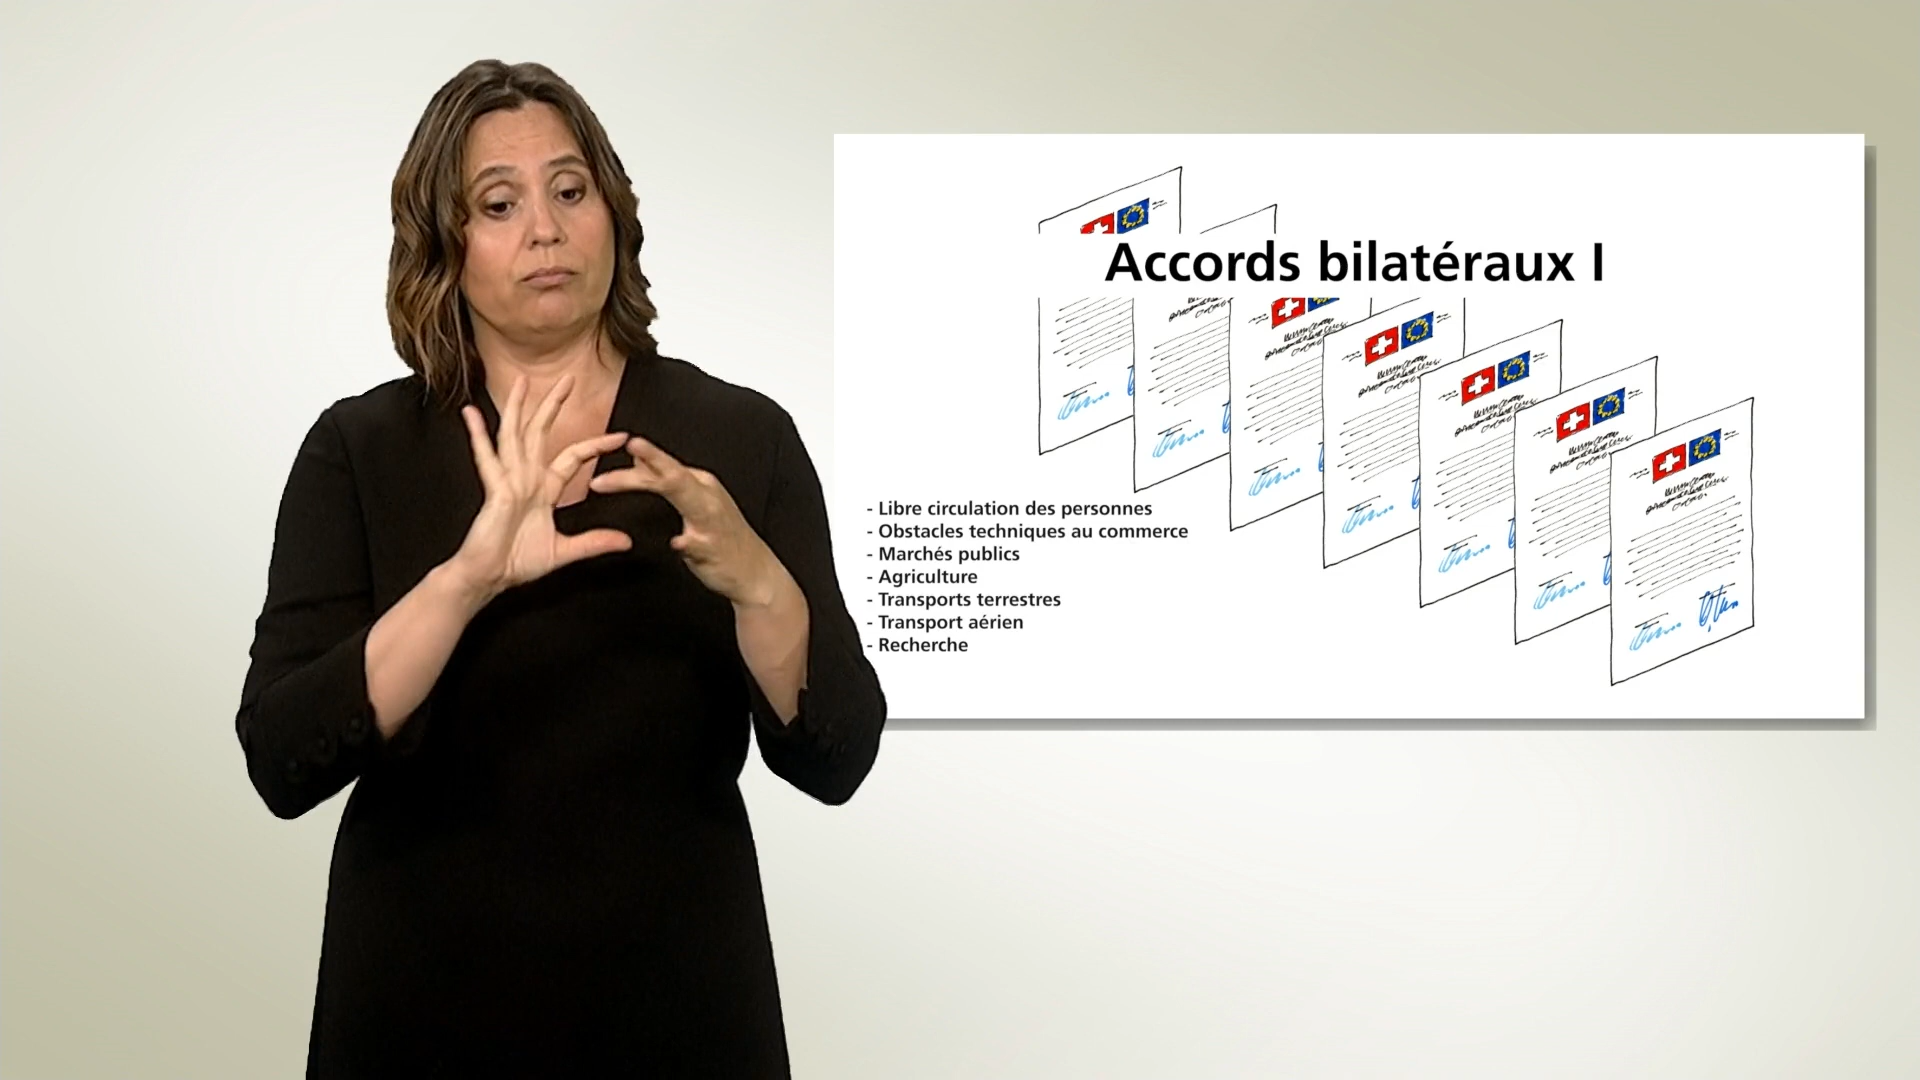 Accords bilatéraux I
- Libre circulation des personnes
- Obstacles techniques au commerce
- Marchés publics
- Agriculture
- Transports terrestres
- Transport aérien
- Recherche